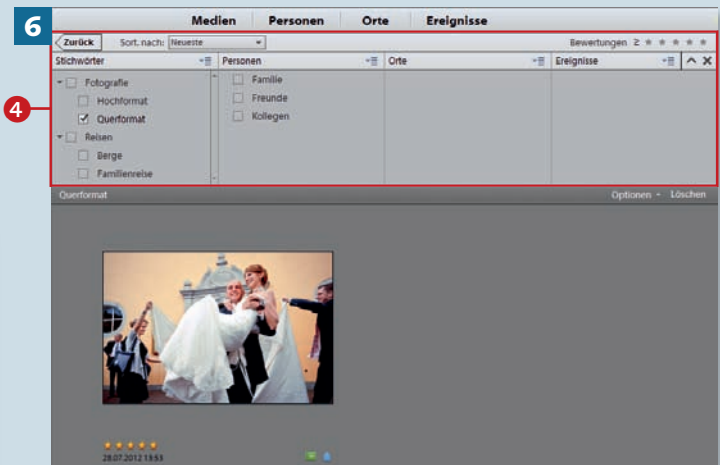 6
Medien Personen Orte Ereignisse
Zurück Sort. nach: Neueste Bewertungen ≥
Stichwörter Personen Orte Ereignisse
Fotografie Familie
Hochformat Freunde
Querformat Kollegen
Reisen
Berge
Familienreise
4
Querformat Optionen Löschen
28.07.2012 13:53